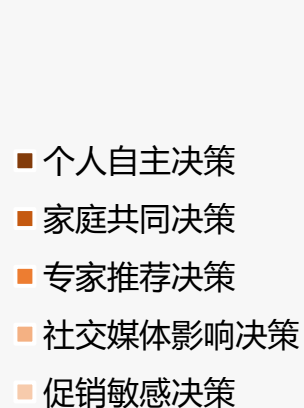 个人自主决策
家庭共同决策
专家推荐决策
社交媒体影响决策
促销敏感决策